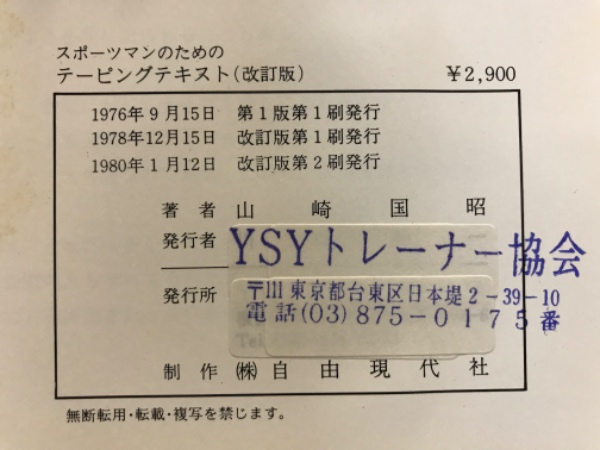 スポーツマンのための
テーピングテキスト(改訂版) ¥2,900
1976年9月15日 第1版第1刷発行
1978年12月15日 改訂版第1刷発行
1980年1月12日 改訂版第2刷発行
著者 山崎国昭
発行者 YSYトレーナー協会
発行所 〒111 東京都台東区日本堤2-39-10
電話(03)875-0175番
制作 ㈱自由現代社
無断転用・転載・複写を禁じます。